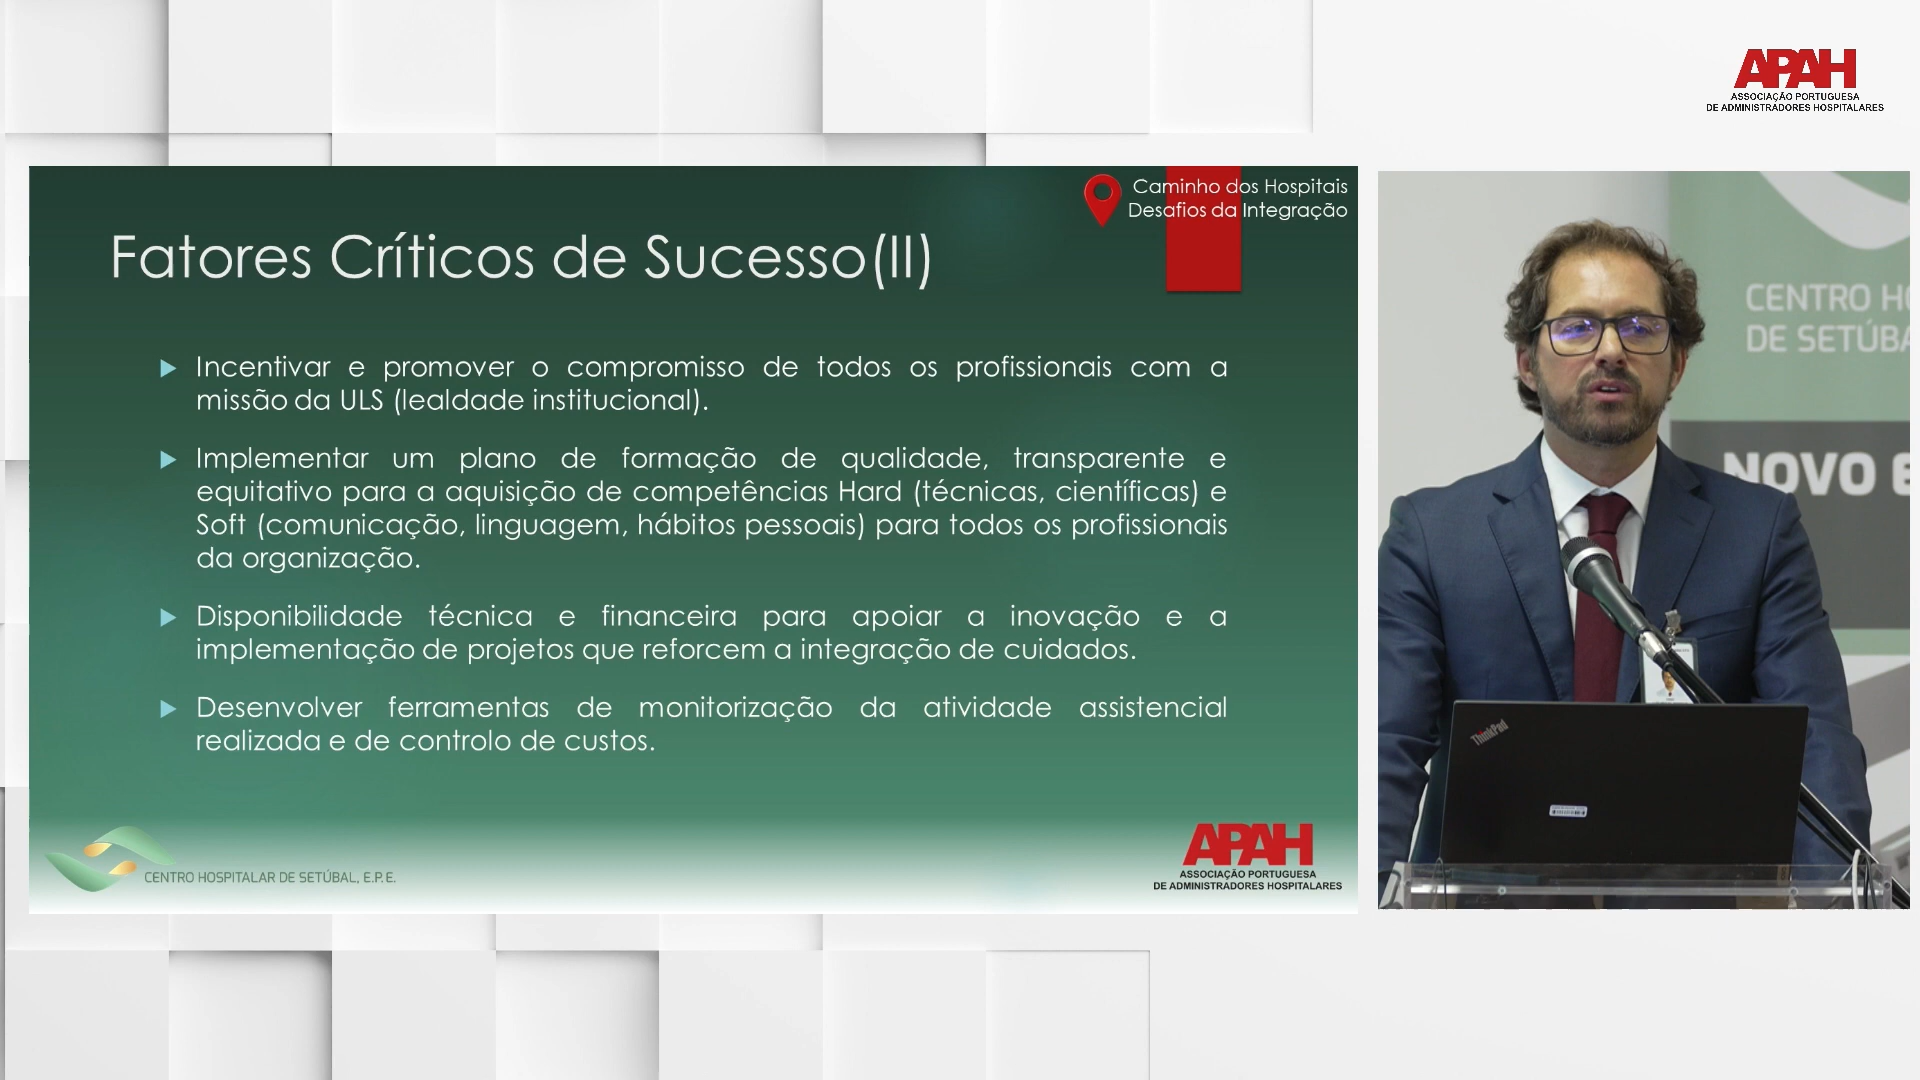 APAH
ASSOCIAÇÃO PORTUGUESA
DE ADMINISTRADORES HOSPITALARES
Caminho dos Hospitais
Desafios da Integração
Fatores Críticos de Sucesso(II)
Incentivar e promover o compromisso de todos os profissionais com a
missão da ULS (lealdade institucional).
Implementar um plano de formação de qualidade, transparente e
equitativo para a aquisição de competências Hard (técnicas, científicas) e
Soft (comunicação, linguagem, hábitos pessoais) para todos os profissionais
da organização.
Disponibilidade técnica e financeira para apoiar a inovação e a
implementação de projetos que reforcem a integração de cuidados.
Desenvolver ferramentas de monitorização da atividade assistencial
realizada e de controlo de custos.
CENTRO HOSPITALAR DE SETÚBAL, E.P.E.
APAH
ASSOCIAÇÃO PORTUGUESA
DE ADMINISTRADORES HOSPITALARES
CENTRO HO
DE SETÚBA
NOVO E
ThinkPad